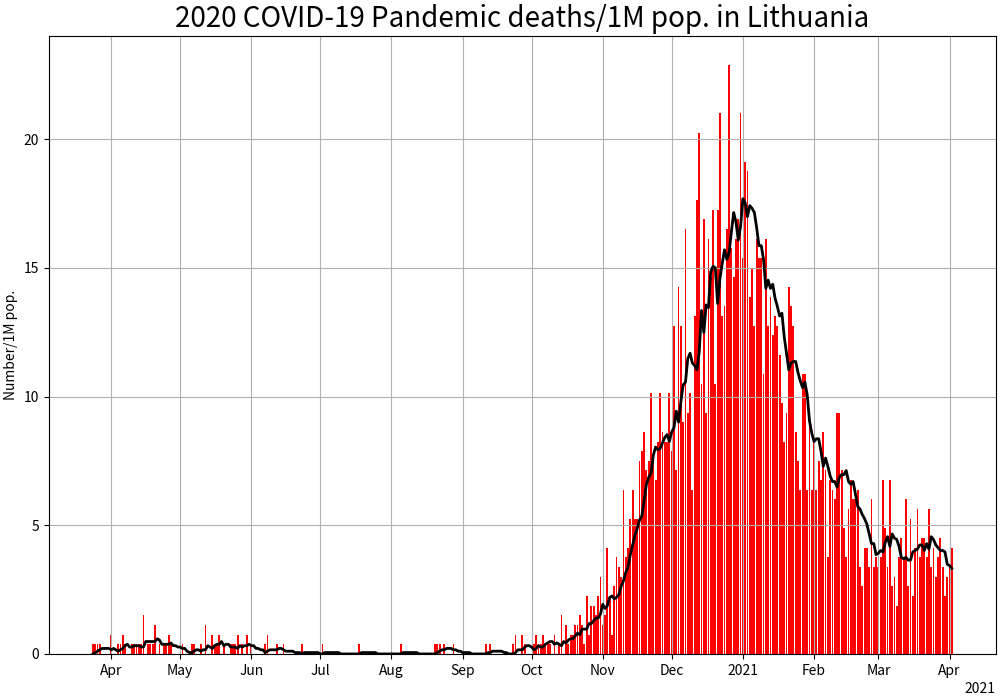 2020 COVID-19 Pandemic deaths/1M pop. in Lithuania
Number/1M pop.
20
15
10
5
0
Apr May Jun Jul Aug Sep Oct Nov Dec 2021 Feb Mar Apr
2021